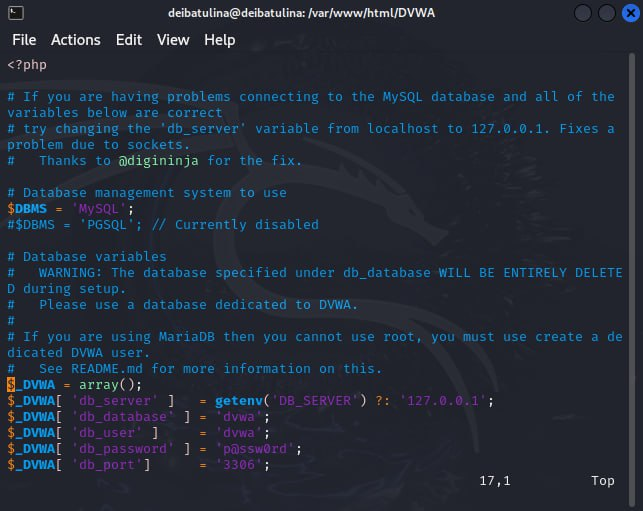 deibatulina@deibatulina: /var/www/html/DVWA
File Actions Edit View Help
<?php
# If you are having problems connecting to the MySQL database and all of the
variables below are correct
# try changing the 'db_server' variable from localhost to 127.0.0.1. Fixes a
problem due to sockets.
#   Thanks to @digininja for the fix.
# Database management system to use
$DBMS = 'MySQL';
#$DBMS = 'PGSQL'; // Currently disabled
# Database variables
#   WARNING: The database specified under db_database WILL BE ENTIRELY DELETE
D during setup.
#   Please use a database dedicated to DVWA.
#
# If you are using MariaDB then you cannot use root, you must use create a de
dicated DVWA user.
#   See README.md for more information on this.
$_DVWA = array();
$_DVWA[ 'db_server' ]   = getenv('DB_SERVER') ?: '127.0.0.1';
$_DVWA[ 'db_database' ] = 'dvwa';
$_DVWA[ 'db_user' ]     = 'dvwa';
$_DVWA[ 'db_password' ] = 'p@ssw0rd';
$_DVWA[ 'db_port']      = '3306';
17,1 Top